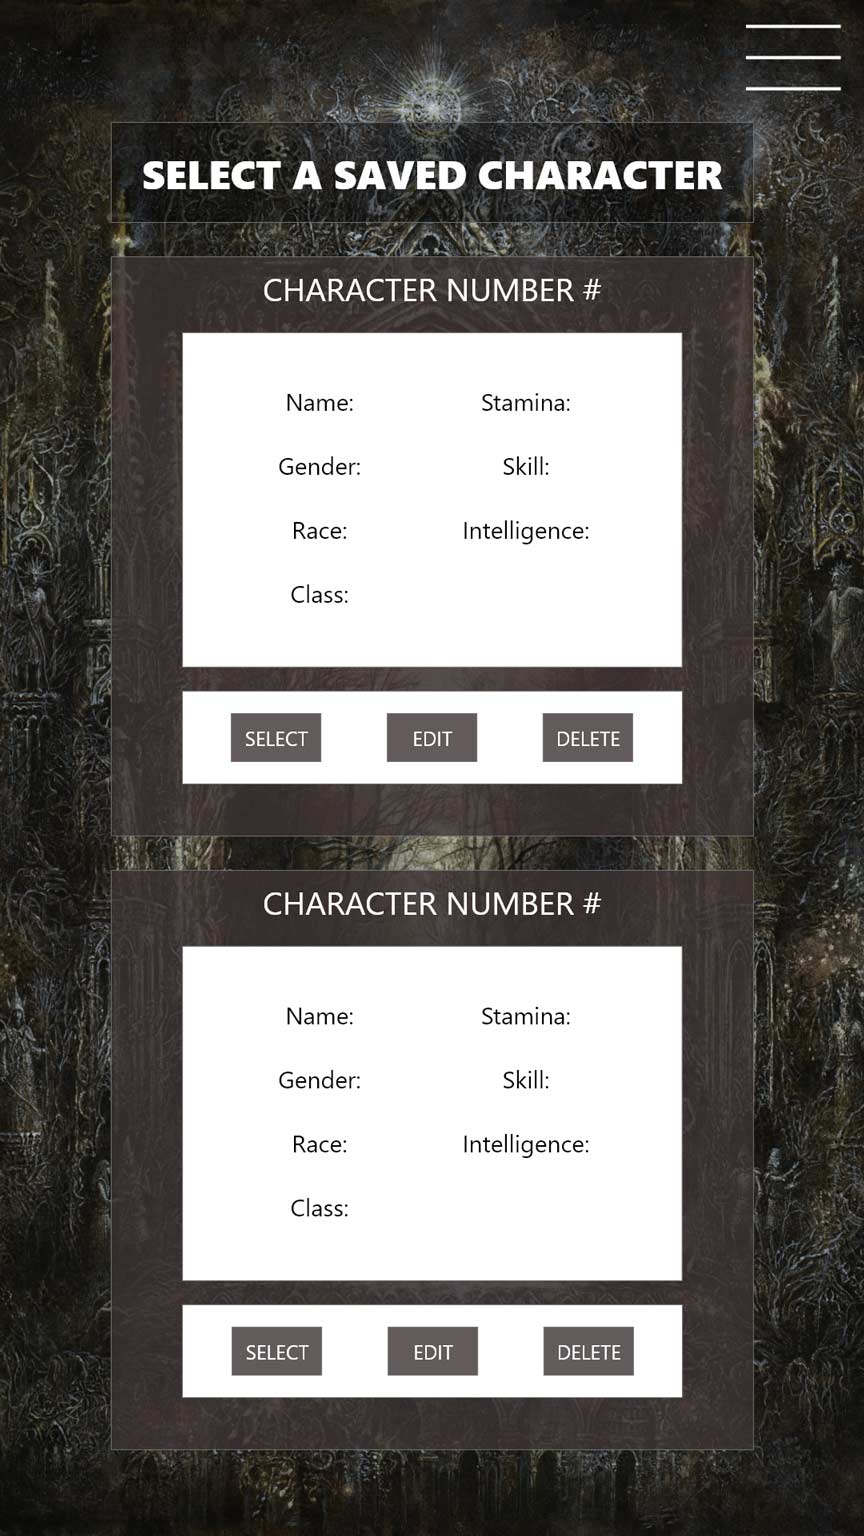 SELECT A SAVED CHARACTER
CHARACTER NUMBER #
Name: Stamina:
Gender: Skill:
Race: Intelligence:
Class:
SELECT EDIT DELETE
CHARACTER NUMBER #
Name: Stamina:
Gender: Skill:
Race: Intelligence:
Class:
SELECT EDIT DELETE